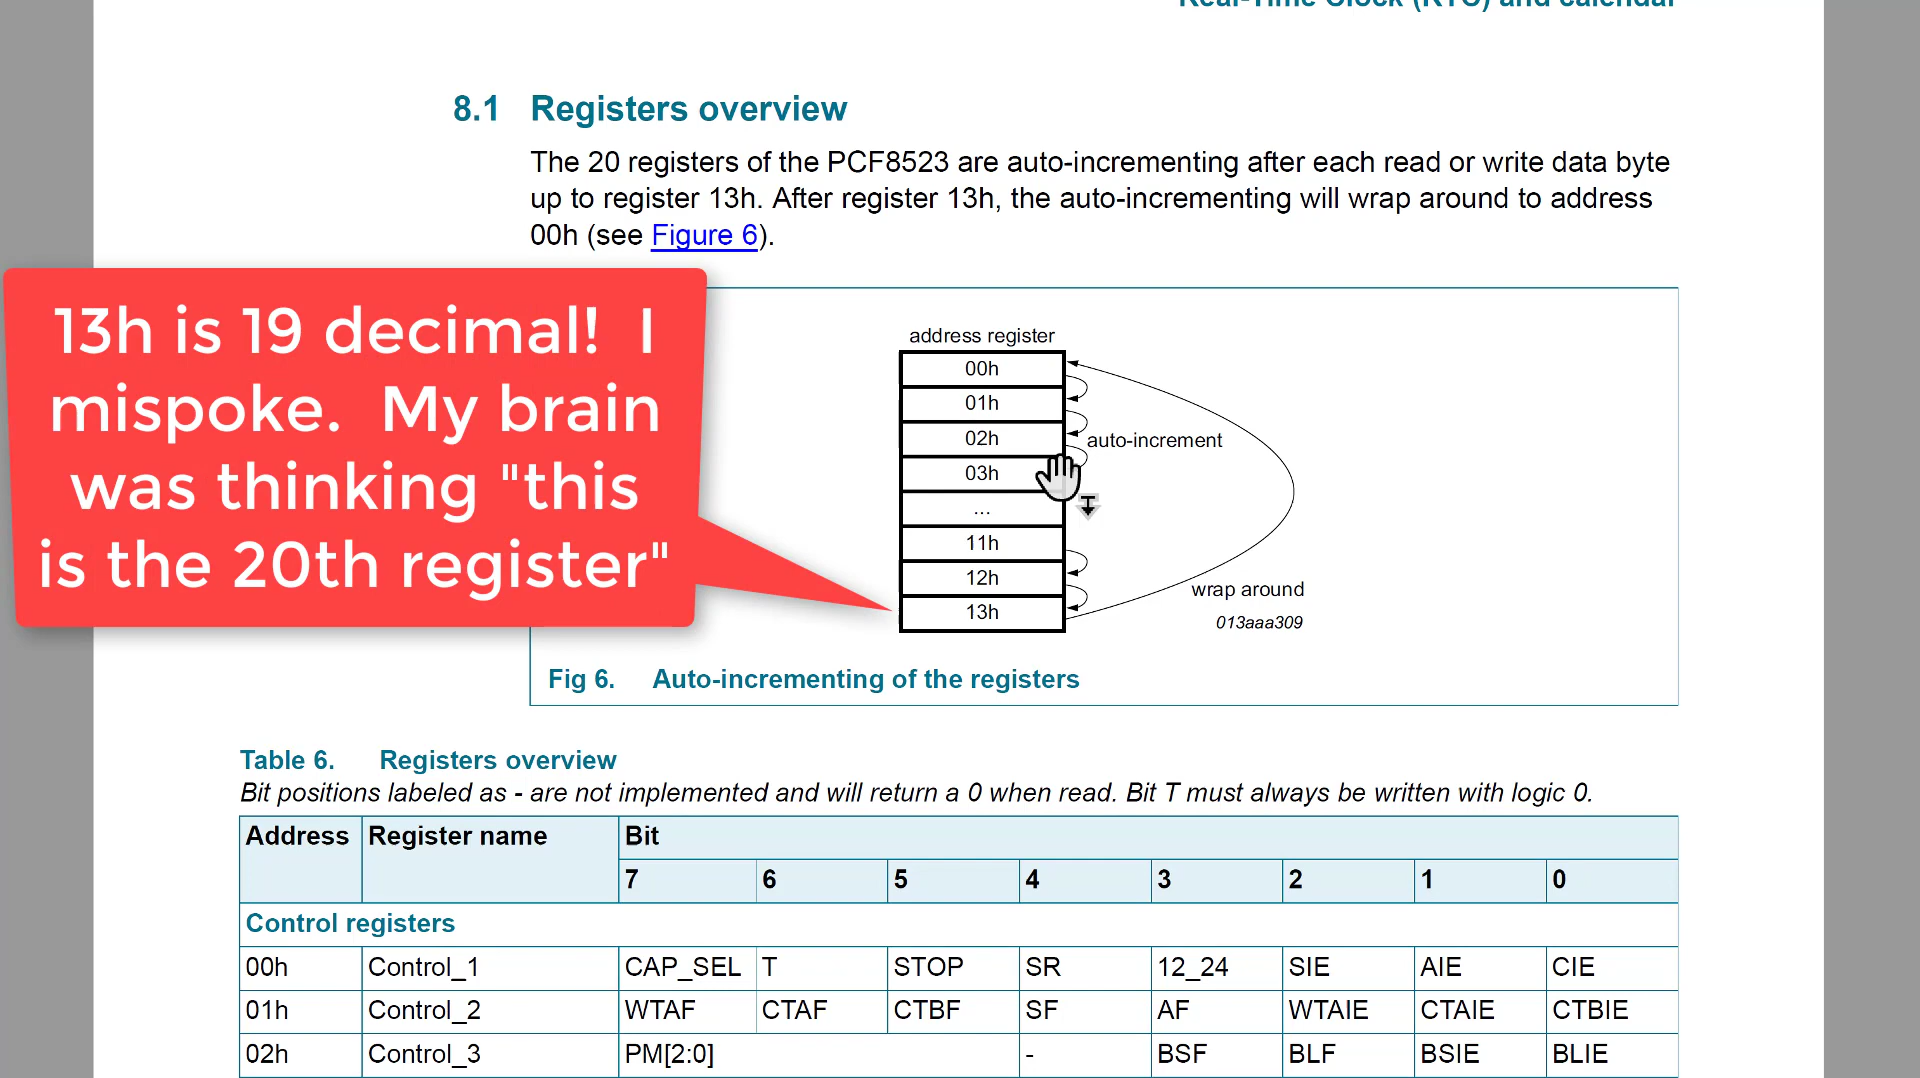 Real-Time Clock (RTC) and calendar
8.1 Registers overview
The 20 registers of the PCF8523 are auto-incrementing after each read or write data byte
up to register 13h. After register 13h, the auto-incrementing will wrap around to address
00h (see Figure 6).
13h is 19 decimal! I
mispoke. My brain
was thinking "this
is the 20th register"
address register
00h
01h
02h
03h
...
11h
12h
13h
auto-increment
wrap around
013aaa309
Fig 6. Auto-incrementing of the registers
Table 6. Registers overview
Bit positions labeled as - are not implemented and will return a 0 when read. Bit T must always be written with logic 0.
Address Register name Bit
7 6 5 4 3 2 1 0
Control registers
00h Control_1 CAP_SEL T STOP SR 12_24 SIE AIE CIE
01h Control_2 WTAF CTAF CTBF SF AF WTAIE CTAIE CTBIE
02h Control_3 PM[2:0] - BSF BLF BSIE BLIE